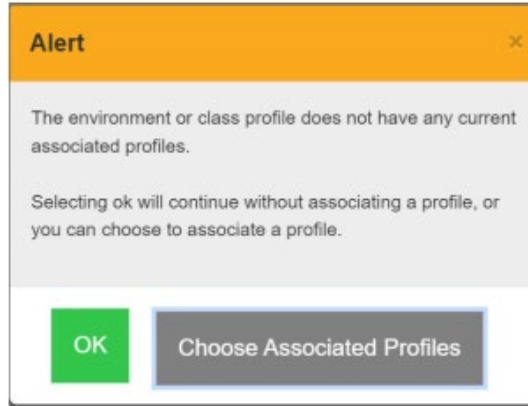 Alert
×
The environment or class profile does not have any current
associated profiles.
Selecting ok will continue without associating a profile, or
you can choose to associate a profile.
OK
Choose Associated Profiles